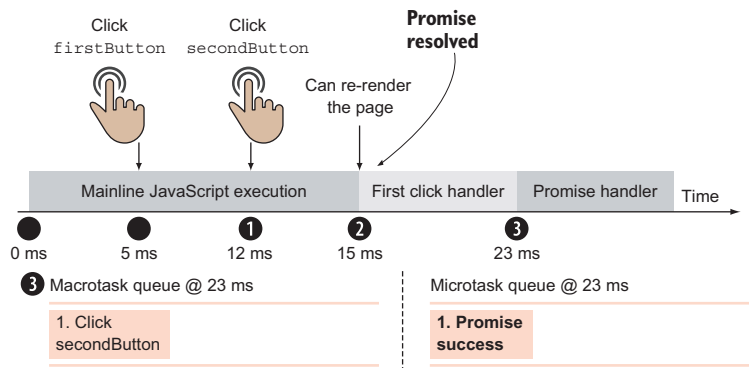 Click
firstButton
Click
secondButton
Promise
resolved
Can re-render
the page
Mainline JavaScript execution
First click handler
Promise handler
Time
1
2
3
0 ms
5 ms
12 ms
15 ms
23 ms
3 Macrotask queue @ 23 ms
Microtask queue @ 23 ms
1. Click
secondButton
1. Promise
success